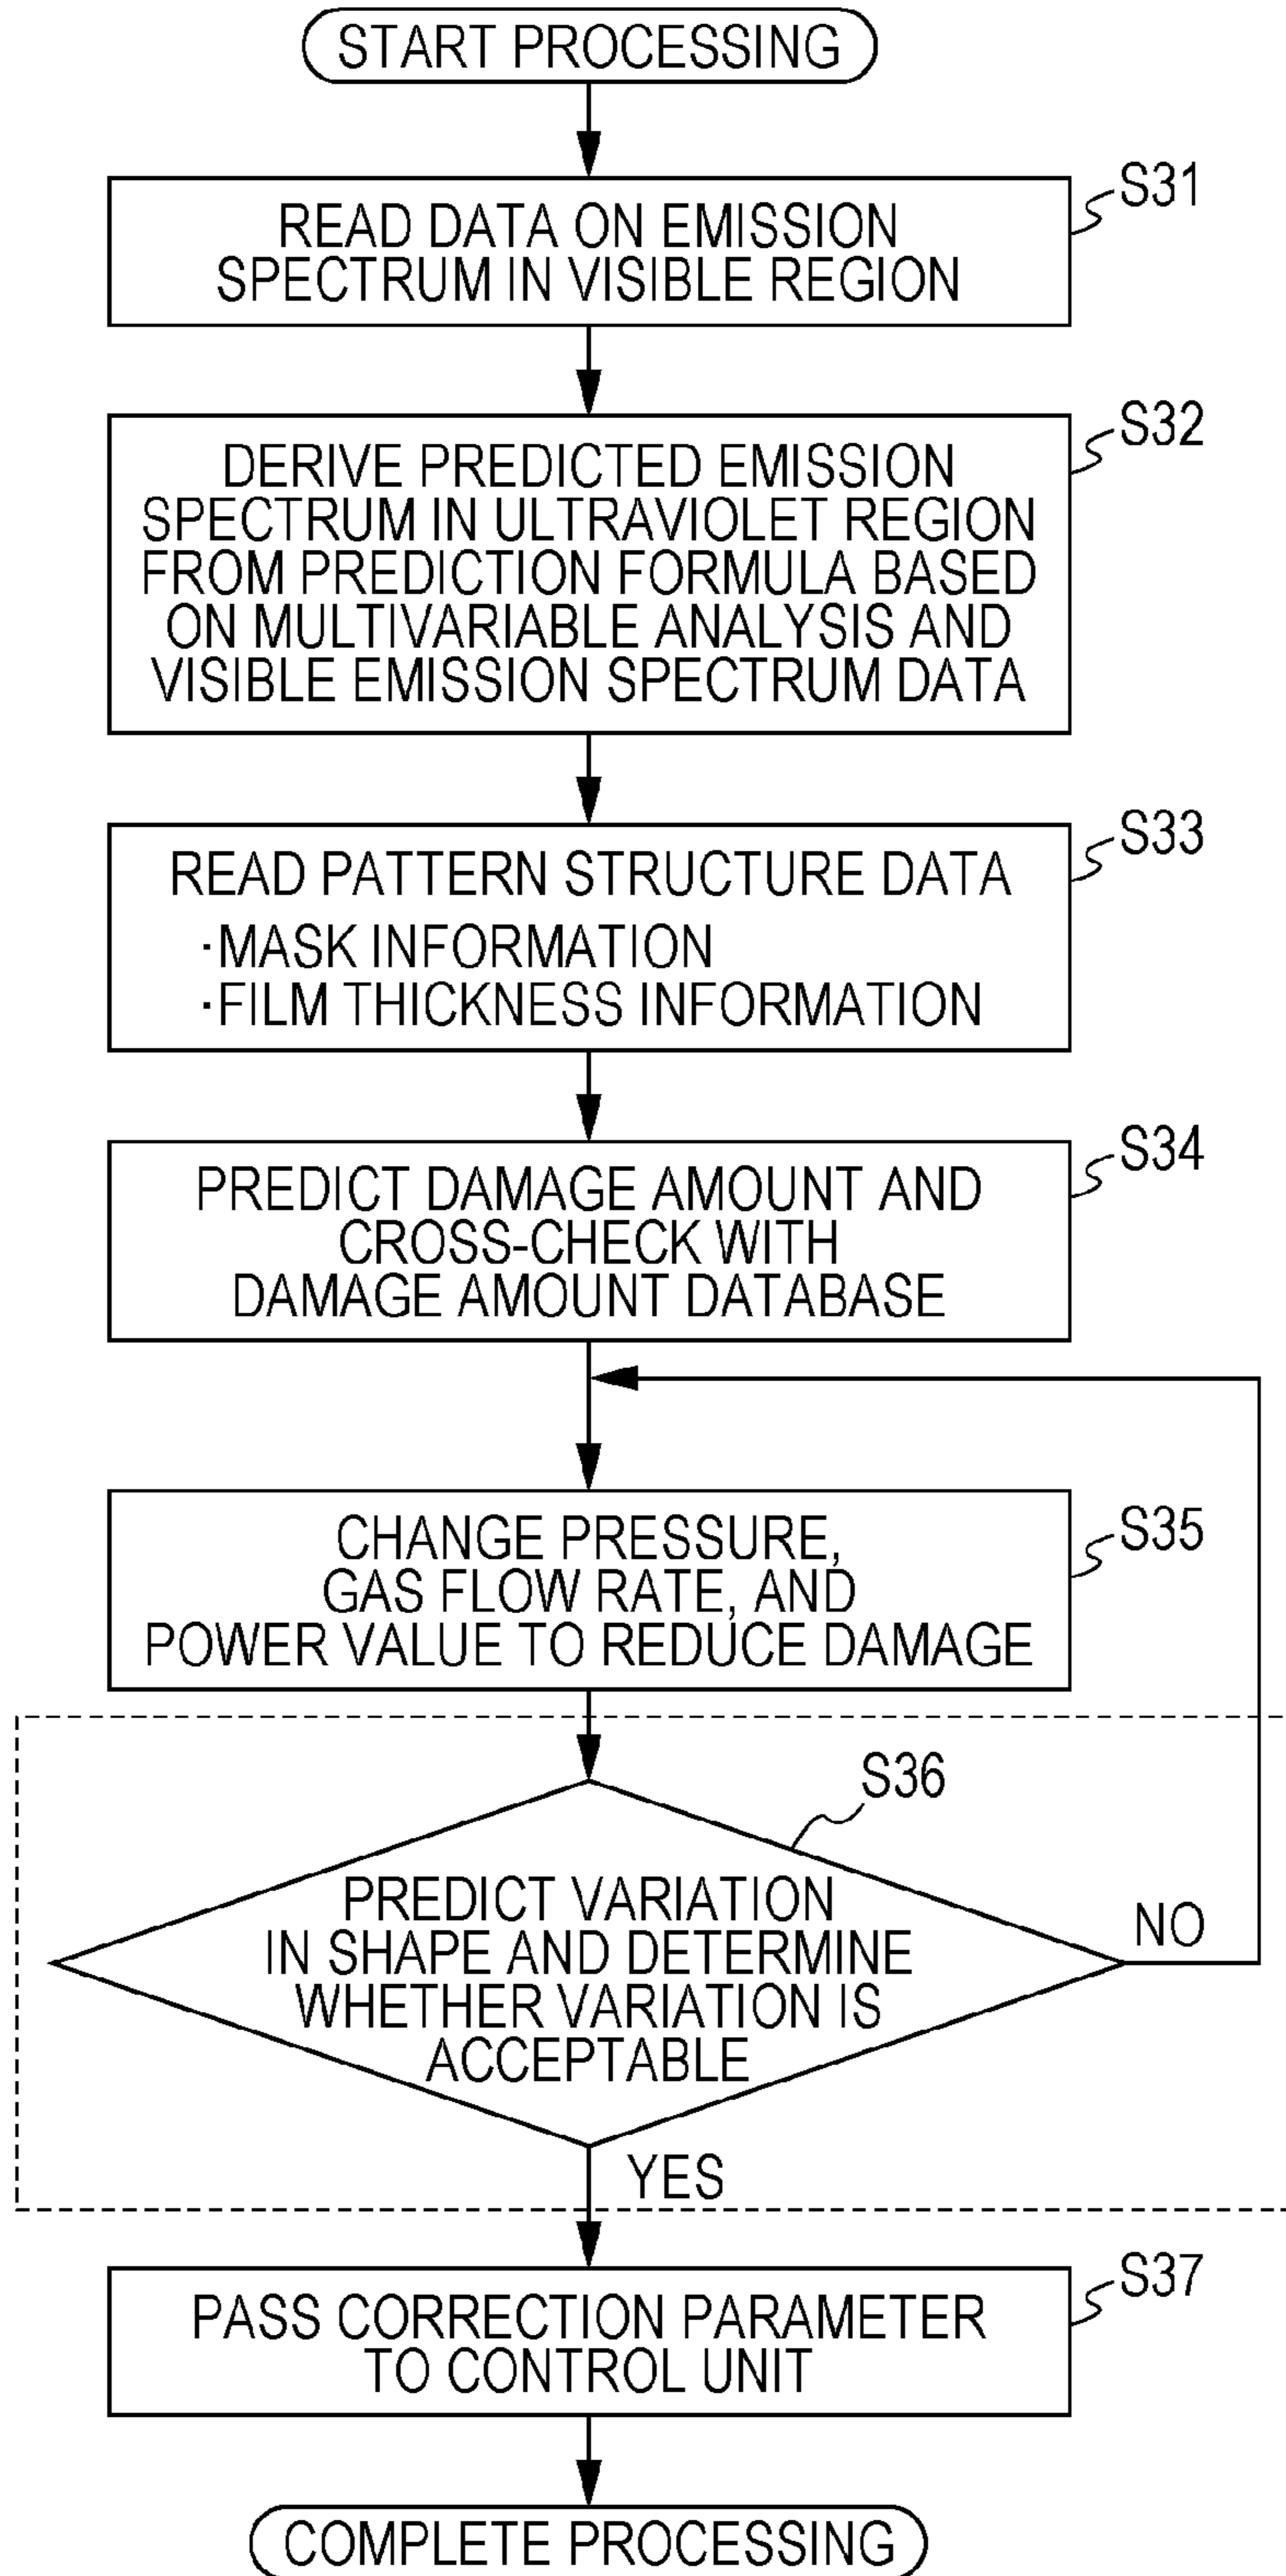 START PROCESSING
S31
READ DATA ON EMISSION
SPECTRUM IN VISIBLE REGION
S32
DERIVE PREDICTED EMISSION
SPECTRUM IN ULTRAVIOLET REGION
FROM PREDICTION FORMULA BASED
ON MULTIVARIABLE ANALYSIS AND
VISIBLE EMISSION SPECTRUM DATA
S33
READ PATTERN STRUCTURE DATA
·MASK INFORMATION
·FILM THICKNESS INFORMATION
S34
PREDICT DAMAGE AMOUNT AND
CROSS-CHECK WITH
DAMAGE AMOUNT DATABASE
S35
CHANGE PRESSURE,
GAS FLOW RATE, AND
POWER VALUE TO REDUCE DAMAGE
S36
PREDICT VARIATION
IN SHAPE AND DETERMINE
WHETHER VARIATION IS
ACCEPTABLE
NO
YES
S37
PASS CORRECTION PARAMETER
TO CONTROL UNIT
COMPLETE PROCESSING